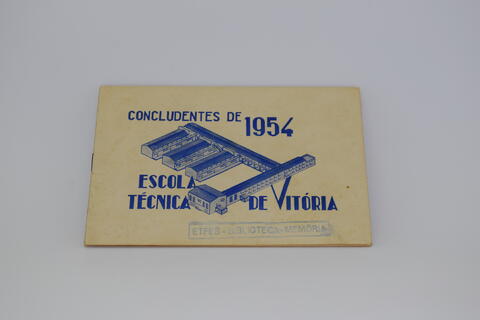 CONCLUDENTES DE 1954
ESCOLA
TÉCNICA DE VITÓRIA
ETFES - BIBLIOTECA - MEMÓRIA